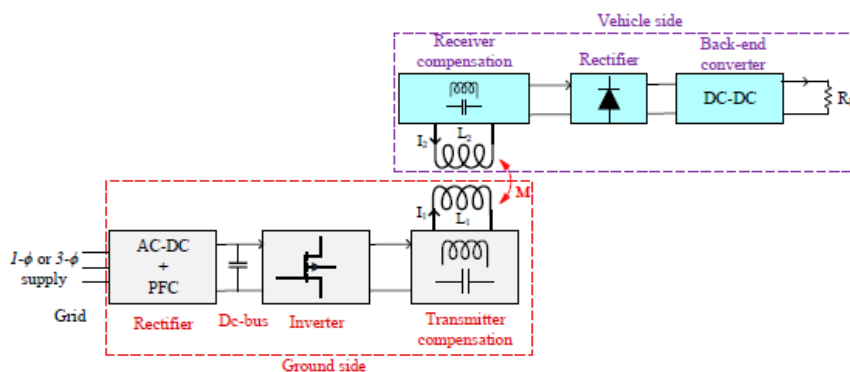 Vehicle side
Receiver
compensation
Rectifier
Back-end
converter
DC-DC
I2
L2
M
I1
L1
1-ϕ or 3-ϕ
supply
Grid
AC-DC
+
PFC
Rectifier
Dc-bus
Inverter
Transmitter
compensation
Ground side